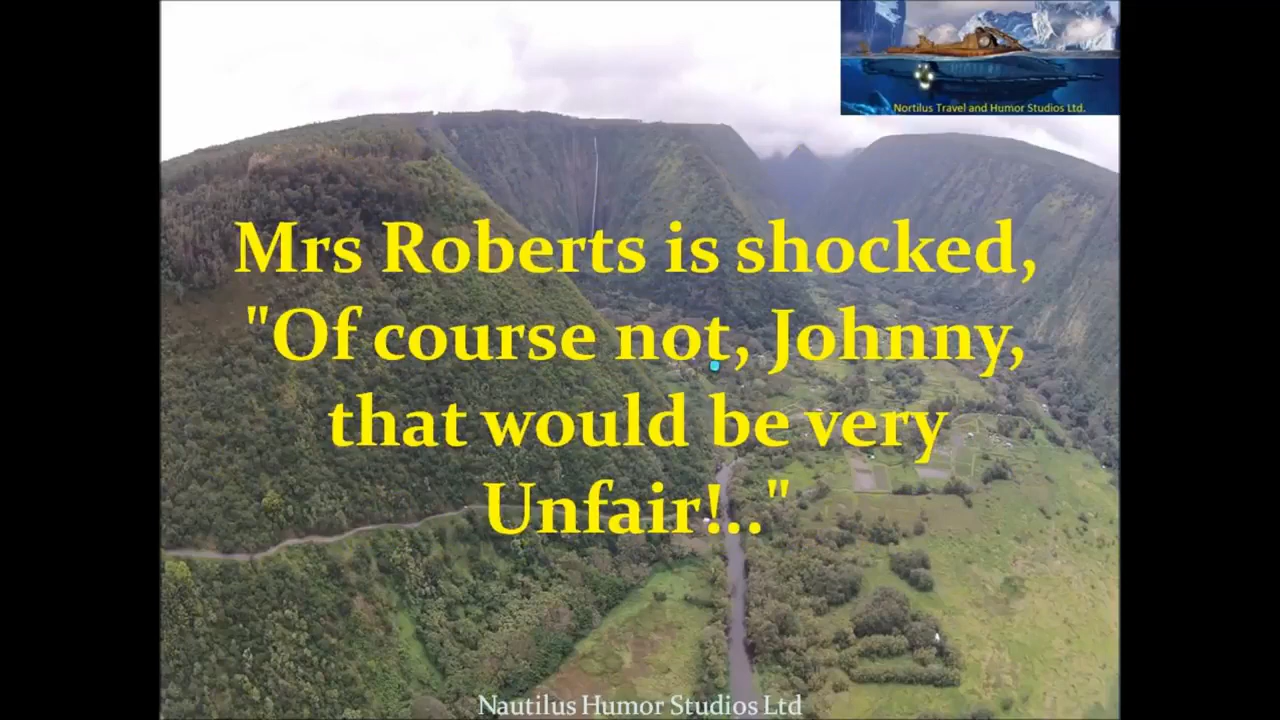 Nortilus Travel and Humor Studios Ltd.
Mrs Roberts is shocked,
"Of course not, Johnny,
that would be very
Unfair!.."
Nautilus Humor Studios Ltd